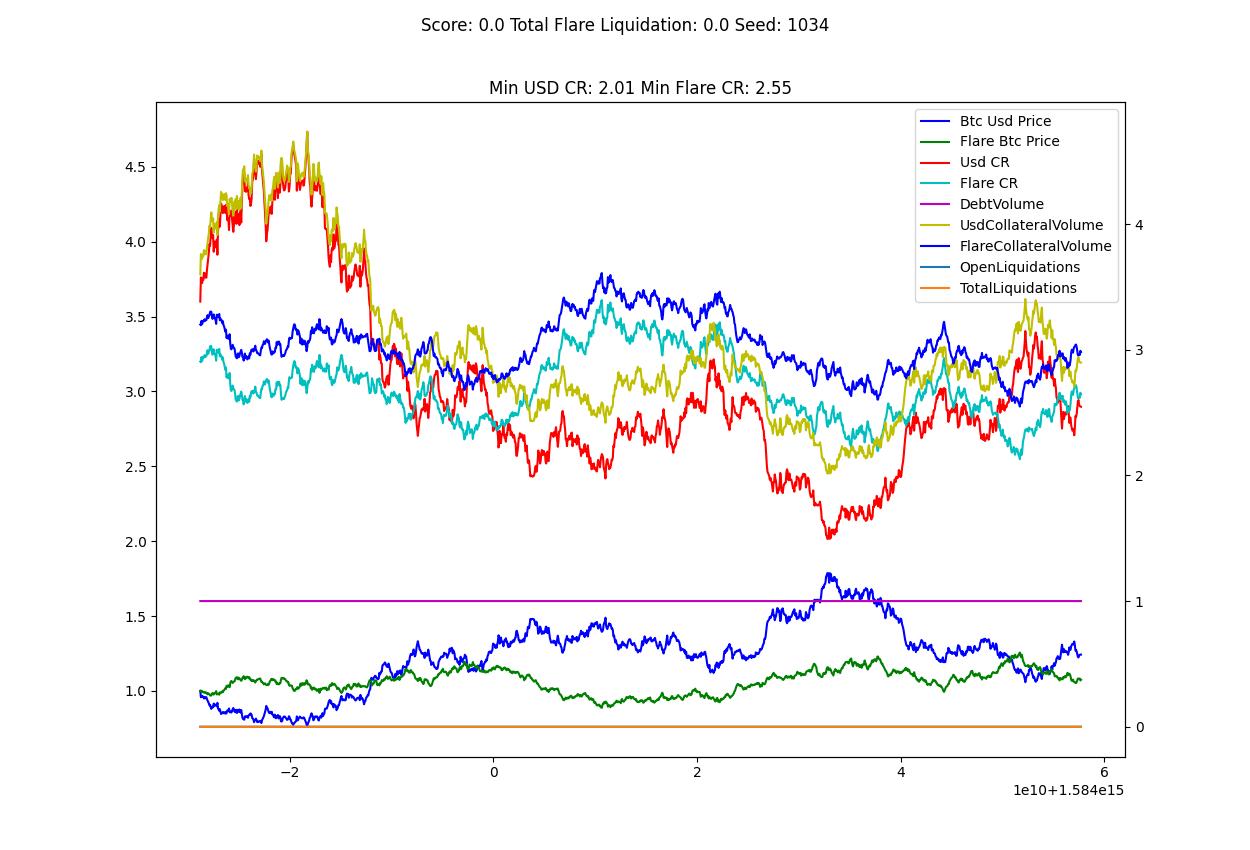 Score: 0.0 Total Flare Liquidation: 0.0 Seed: 1034
Min USD CR: 2.01 Min Flare CR: 2.55
Btc Usd Price
Flare Btc Price
Usd CR
Flare CR
DebtVolume
UsdCollateralVolume
FlareCollateralVolume
OpenLiquidations
TotalLiquidations
4.5
4.0
3.5
3.0
2.5
2.0
1.5
1.0
4
3
2
1
0
−2 0 2 4 6
1e10+1.584e15